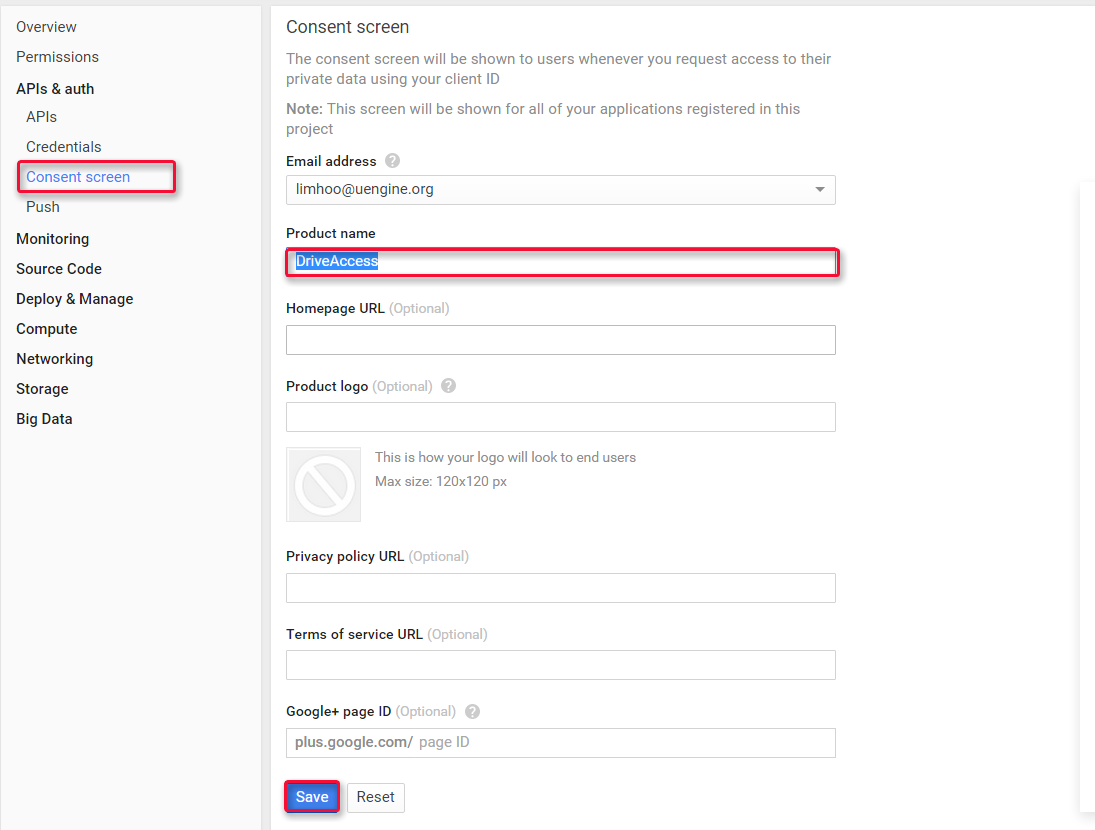 Overview
Permissions
APIs & auth
APIs
Credentials
Consent screen
Push
Monitoring
Source Code
Deploy & Manage
Compute
Networking
Storage
Big Data
Consent screen
The consent screen will be shown to users whenever you request access to their
private data using your client ID
Note: This screen will be shown for all of your applications registered in this
project
Email address ?
limhoo@uengine.org
Product name
DriveAccess
Homepage URL (Optional)
Product logo (Optional) ?
This is how your logo will look to end users
Max size: 120x120 px
Privacy policy URL (Optional)
Terms of service URL (Optional)
Google+ page ID (Optional) ?
plus.google.com/ page ID
Save Reset